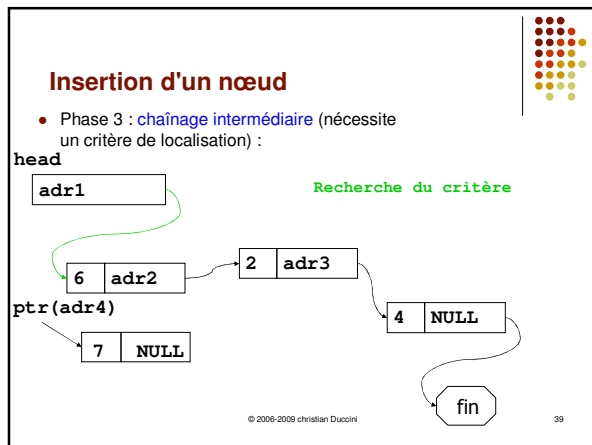 Insertion d'un nœud
• Phase 3 : chaînage intermédiaire (nécessite
un critère de localisation) :
head
adr1
Recherche du critère
6 adr2
2 adr3
ptr(adr4)
4 NULL
7 NULL
fin
© 2006-2009 christian Duccini
39